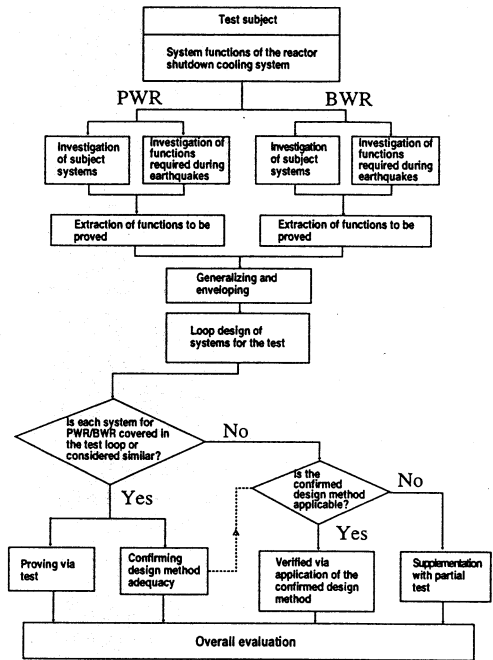 Test subject
System functions of the reactor
shutdown cooling system
PWR
BWR
Investigation
of subject
systems
Investigation of
functions
required during
earthquakes
Investigation
of subject
systems
Investigation of
functions
required during
earthquakes
Extraction of functions to be
proved
Extraction of functions to be
proved
Generalizing and
enveloping
Loop design of
systems for the test
Is each system for
PWR/BWR covered in
the test loop or
considered similar?
No
Yes
Is the
confirmed
design method
applicable?
No
Yes
Proving via
test
Confirming
design method
adequacy
Verified via
application of the
confirmed design
method
Supplementation
with partial
test
Overall evaluation